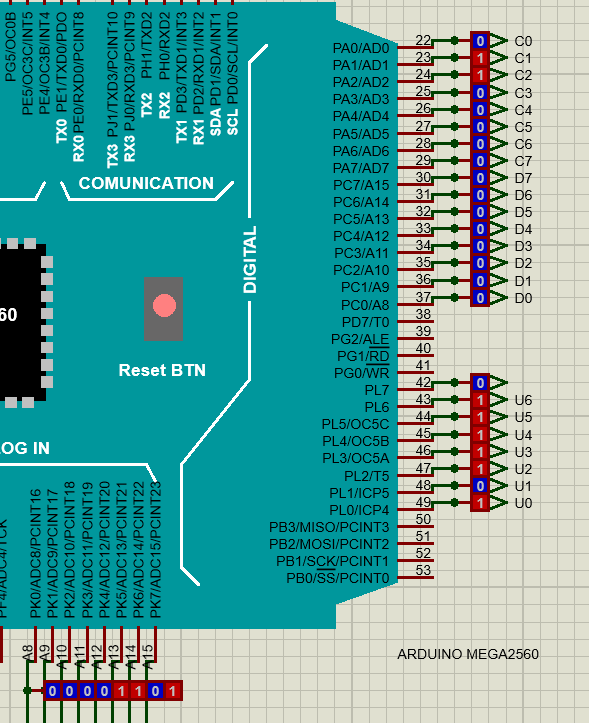 PG5/OC0B
PE5/OC3C/INT5
PE4/OC3B/INT4
TX0 PE1/TXD0/PDO
RX0 PE0/RXD0/PCINT8
TX3 PJ1/TXD3/PCINT10
RX3 PJ0/RXD3/PCINT9
TX2 PH1/TXD2
RX2 PH0/RXD2
TX1 PD3/TXD1/INT3
RX1 PD2/RXD1/INT2
SDA PD1/SDA/INT1
SCL PD0/SCL/INT0
COMUNICATION
DIGITAL
60
Reset BTN
LOG IN
PA0/AD0 22 0 C0
PA1/AD1 23 1 C1
PA2/AD2 24 1 C2
PA3/AD3 25 0 C3
PA4/AD4 26 0 C4
PA5/AD5 27 0 C5
PA6/AD6 28 0 C6
PA7/AD7 29 0 C7
PC7/A15 30 0 D7
PC6/A14 31 0 D6
PC5/A13 32 0 D5
PC4/A12 33 0 D4
PC3/A11 34 0 D3
PC2/A10 35 0 D2
PC1/A9 36 0 D1
PC0/A8 37 0 D0
PD7/T0 38
PG2/ALE 39
PG1/RD 40
PG0/WR 41
PL7 42 0
PL6 43 1 U6
PL5/OC5C 44 1 U5
PL4/OC5B 45 1 U4
PL3/OC5A 46 1 U3
PL2/T5 47 1 U2
PL1/ICP5 48 0 U1
PL0/ICP4 49 1 U0
PB3/MISO/PCINT3 50
PB2/MOSI/PCINT2 51
PB1/SCK/PCINT1 52
PB0/SS/PCINT0 53
PF4/ADC4/TCK
PK0/ADC8/PCINT16
PK1/ADC9/PCINT17
PK2/ADC10/PCINT18
PK3/ADC11/PCINT19
PK4/ADC12/PCINT20
PK5/ADC13/PCINT21
PK6/ADC14/PCINT22
PK7/ADC15/PCINT23
A8 A9 A10 A11 A12 A13 A14 A15
ARDUINO MEGA2560
0 0 0 0 1 1 0 1